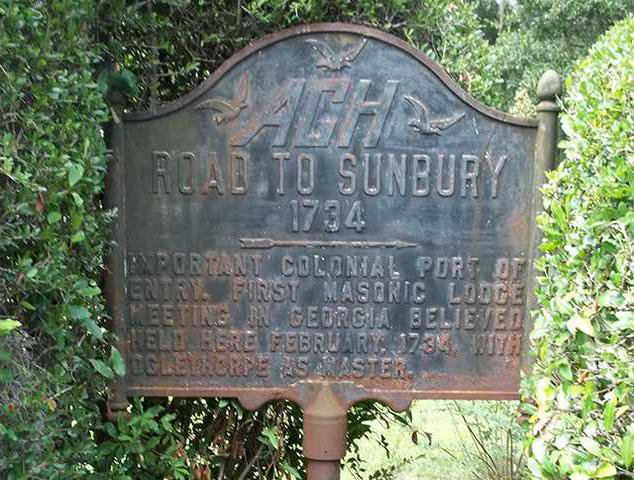 AGH
ROAD TO SUNBURY
1734
IMPORTANT COLONIAL PORT OF
ENTRY. FIRST MASONIC LODGE
MEETING IN GEORGIA BELIEVED
HELD HERE FEBRUARY, 1734, WITH
OGLETHORPE AS MASTER.